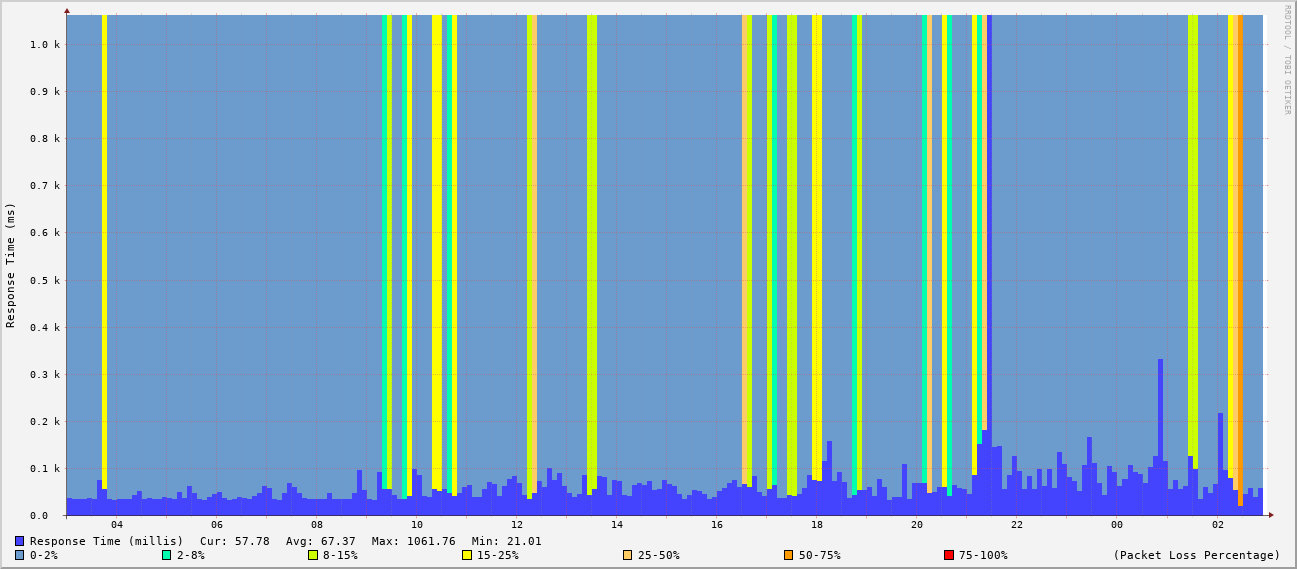 RRDTOOL / TOBI OETIKER
Response Time (ms)
1.0 k
0.9 k
0.8 k
0.7 k
0.6 k
0.5 k
0.4 k
0.3 k
0.2 k
0.1 k
0.0
04 06 08 10 12 14 16 18 20 22 00 02
Response Time (millis) Cur: 57.78 Avg: 67.37 Max: 1061.76 Min: 21.01
0-2% 2-8% 8-15% 15-25% 25-50% 50-75% 75-100% (Packet Loss Percentage)